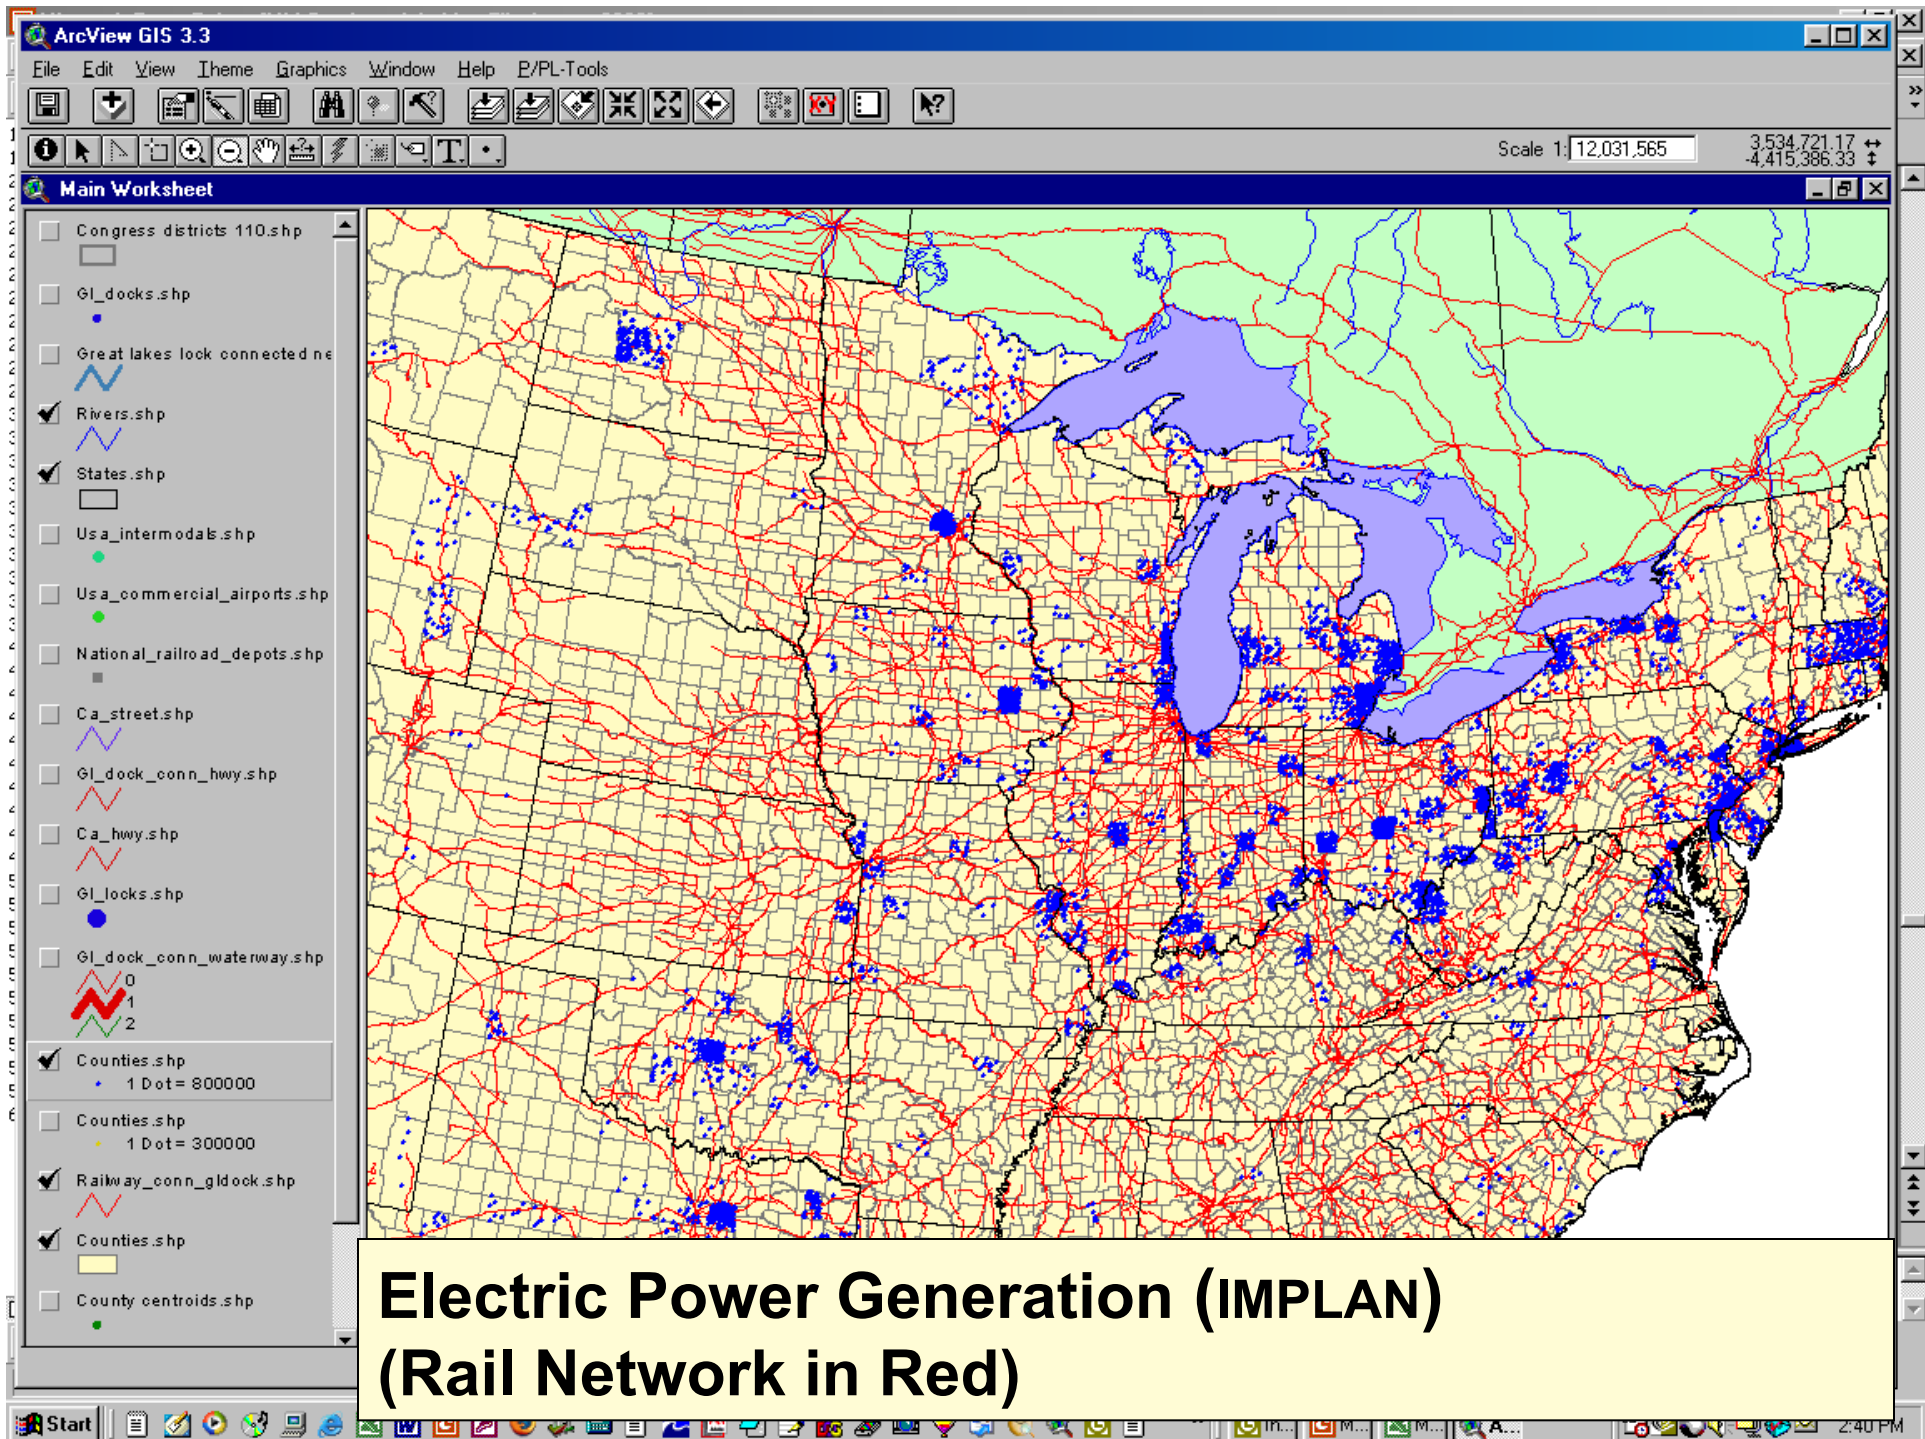 ArcView GIS 3.3
File Edit View Theme Graphics Window Help P/PL-Tools
Scale 1: 12,031,565
3,534,721.17
-4,415,386.33
Main Worksheet
Congress districts 110.shp
Gl_docks.shp
Great lakes lock connected ne
Rivers.shp
States.shp
Usa_intermodals.shp
Usa_commercial_airports.shp
National_railroad_depots.shp
Ca_street.shp
Gl_dock_conn_hwy.shp
Ca_hwy.shp
Gl_locks.shp
Gl_dock_conn_waterway.shp
0
1
2
Counties.shp
1 Dot = 800000
Counties.shp
1 Dot = 300000
Railway_conn_gldock.shp
Counties.shp
County centroids.shp
Electric Power Generation (IMPLAN)
(Rail Network in Red)
Start
2:40 PM